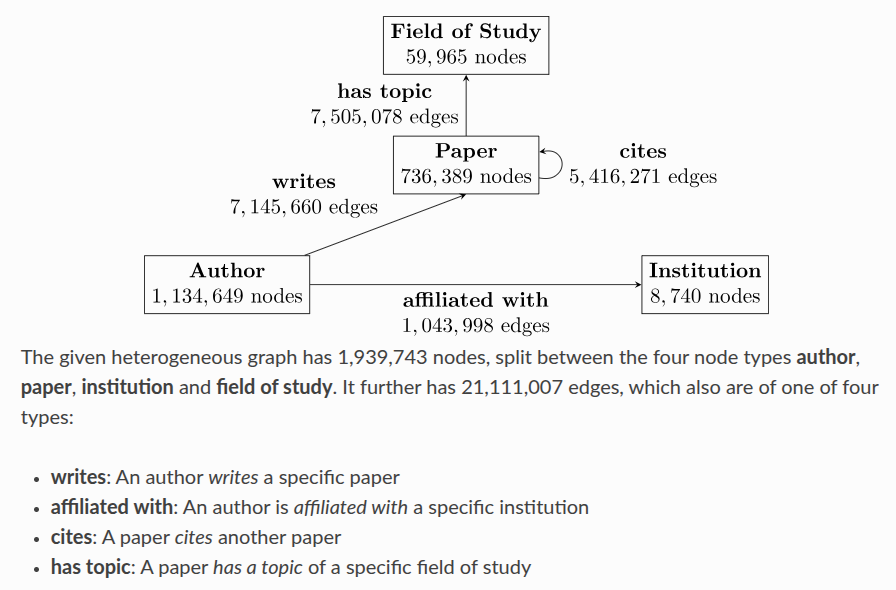 Field of Study
59,965 nodes
has topic
7,505,078 edges
Paper
736,389 nodes
cites
5,416,271 edges
writes
7,145,660 edges
Author
1,134,649 nodes
Institution
8,740 nodes
affiliated with
1,043,998 edges
The given heterogeneous graph has 1,939,743 nodes, split between the four node types author,
paper, institution and field of study. It further has 21,111,007 edges, which also are of one of four
types:
• writes: An author writes a specific paper
• affiliated with: An author is affiliated with a specific institution
• cites: A paper cites another paper
• has topic: A paper has a topic of a specific field of study